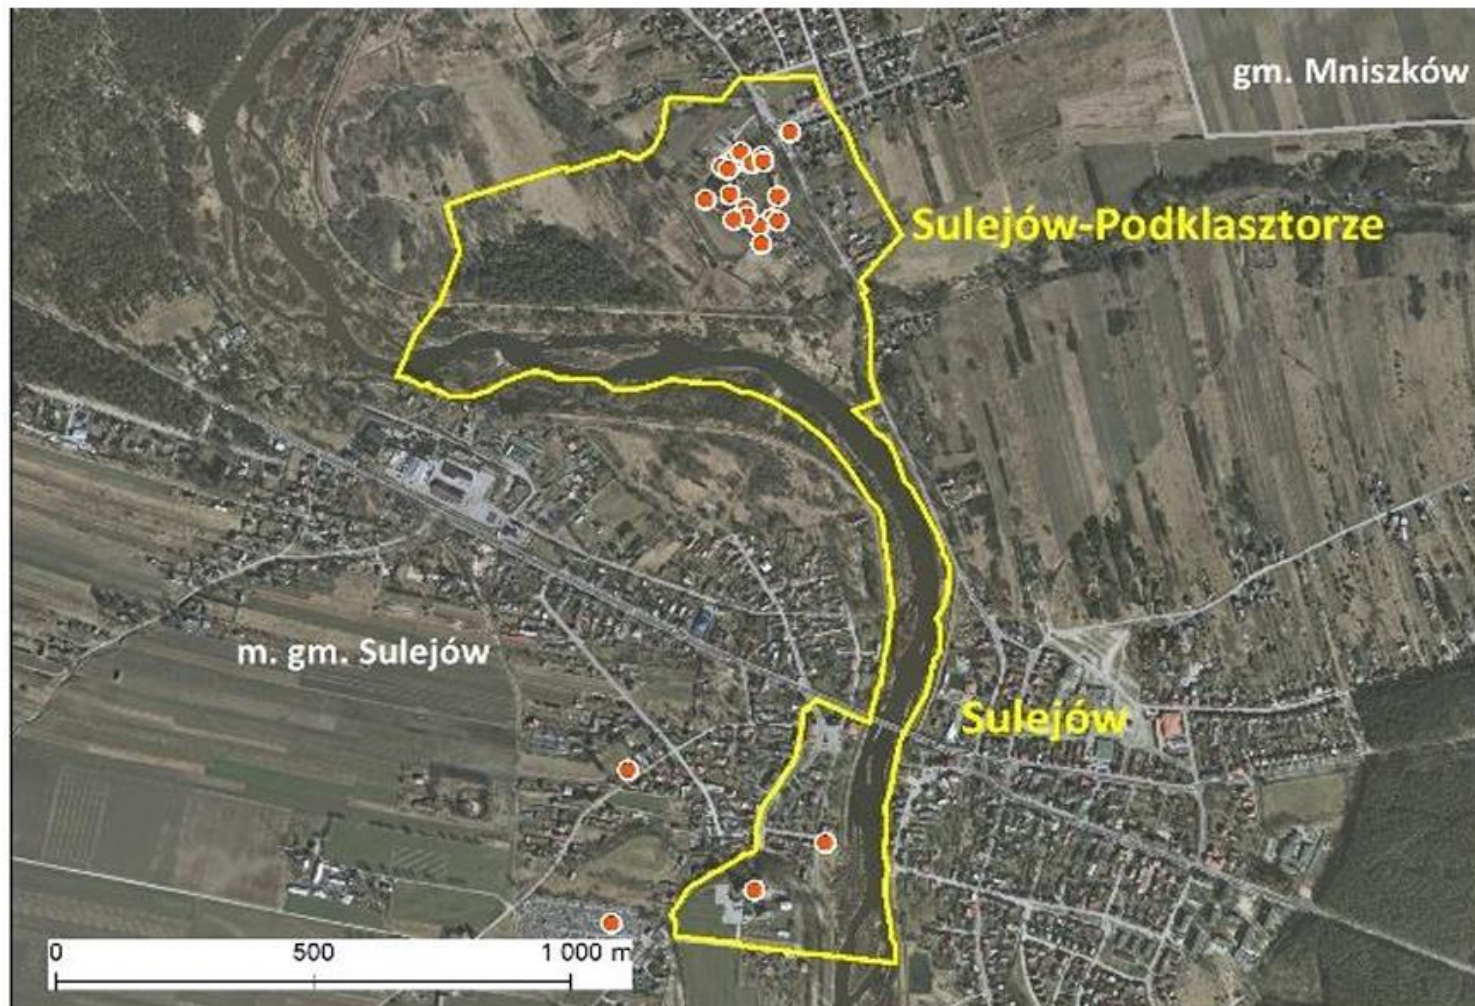 gm. Mniszków
Sulejów-Podklasztorze
m. gm. Sulejów
Sulejów
0 500 1 000 m